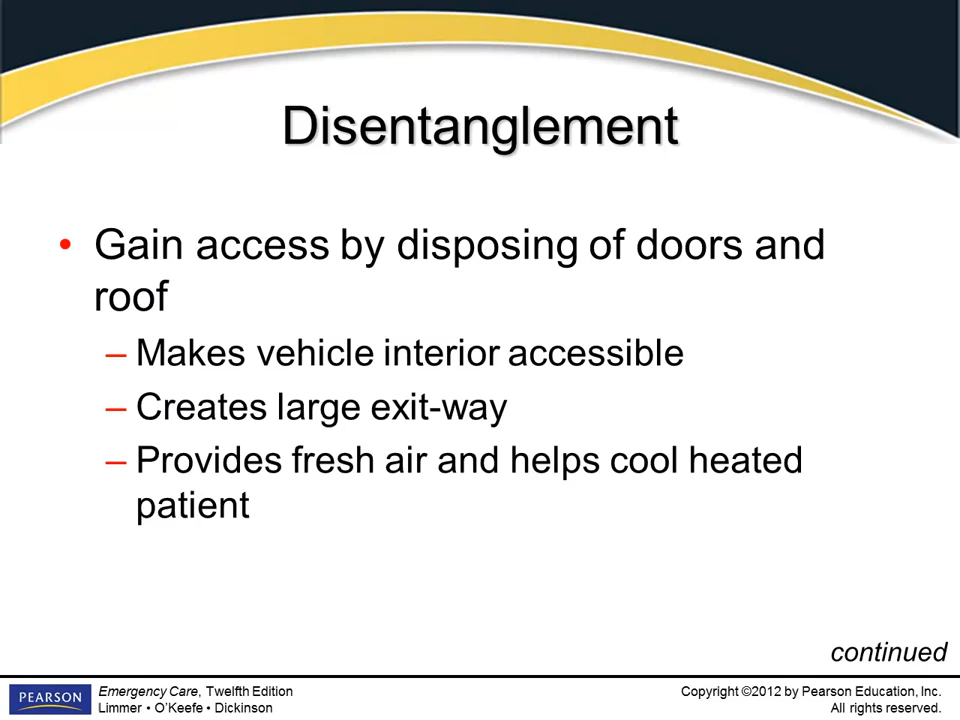 Disentanglement
• Gain access by disposing of doors and
roof
– Makes vehicle interior accessible
– Creates large exit-way
– Provides fresh air and helps cool heated
patient
continued
PEARSON
Emergency Care, Twelfth Edition
Limmer • O’Keefe • Dickinson
Copyright ©2012 by Pearson Education, Inc.
All rights reserved.